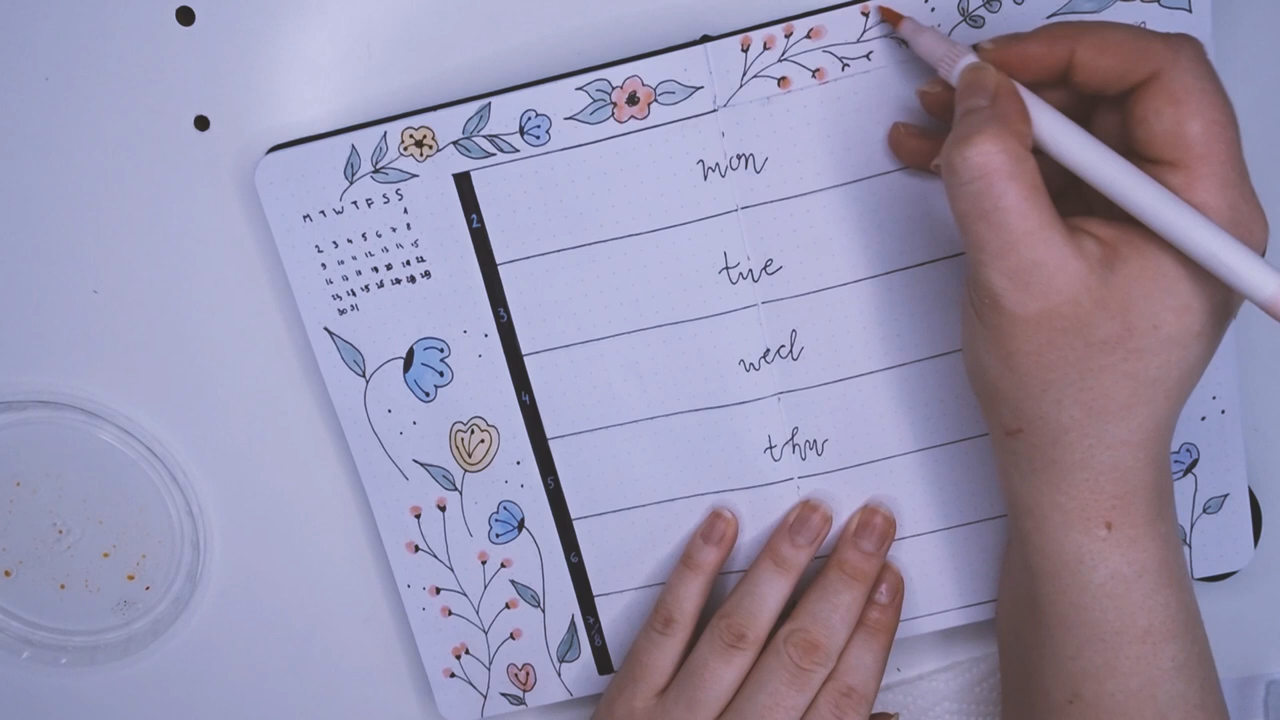 M T W T F S S
1
2 3 4 5 6 7 8
9 10 11 12 13 14 15
16 17 18 19 20 21 22
23 24 25 26 27 28 29
30 31
2
mon
3
tue
4
wed
5
thu
6
7/8